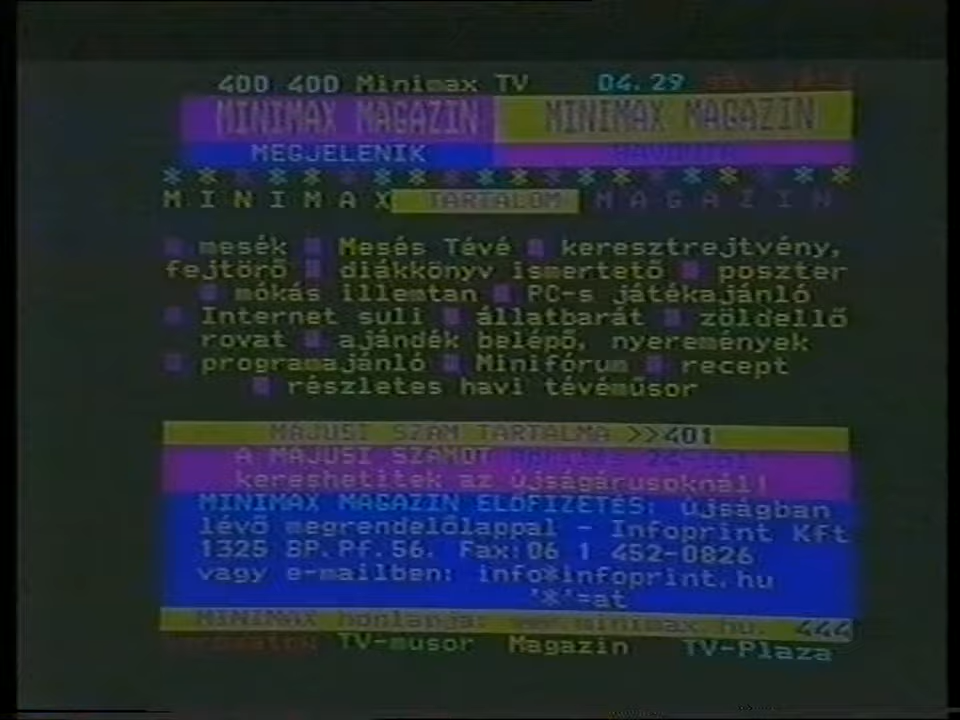 400 400 Minimax TV 04.29
MINIMAX MAGAZIN MINIMAX MAGAZIN
MEGJELENIK HAVONTA
* * * * * * * * * * * * * * * * * * *
M I N I M A X TARTALOM M A G A Z I N
■ mesék ■ Mesés Tévé ■ keresztrejtvény,
fejtörő ■ diákkönyv ismertető ■ poszter
■ mókás illemtan ■ PC-s játékajánló
■ Internet suli ■ állatbarát ■ zöldellő
rovat ■ ajándék belépő, nyeremények
■ programajánló ■ Minifórum ■ recept
■ részletes havi tévéműsor
MÁJUSI SZÁM TARTALMA >>401
A MÁJUSI SZÁMOT
kereshetitek az újságárusoknál!
MINIMAX MAGAZIN ELŐFIZETÉS: újságban
lévő megrendelőlappal - Infoprint Kft
1325 BP.Pf.56. Fax:06 1 452-0826
vagy e-mailben: info*infoprint.hu
'*'=at
MINIMAX honlapja: www.minimax.hu. 444
TV-műsor Magazin TV-Plaza